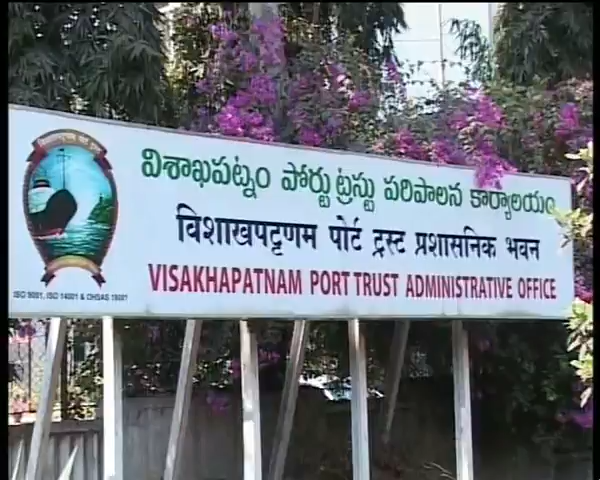 విశాఖపట్నం పోర్టు ట్రస్టు పరిపాలన కార్యాలయం
विशाखपट्टणम पोर्ट ट्रस्ट प्रशासनिक भवन
VISAKHAPATNAM PORT TRUST ADMINISTRATIVE OFFICE
ISO 9001, ISO 14001 & OHSAS 18001